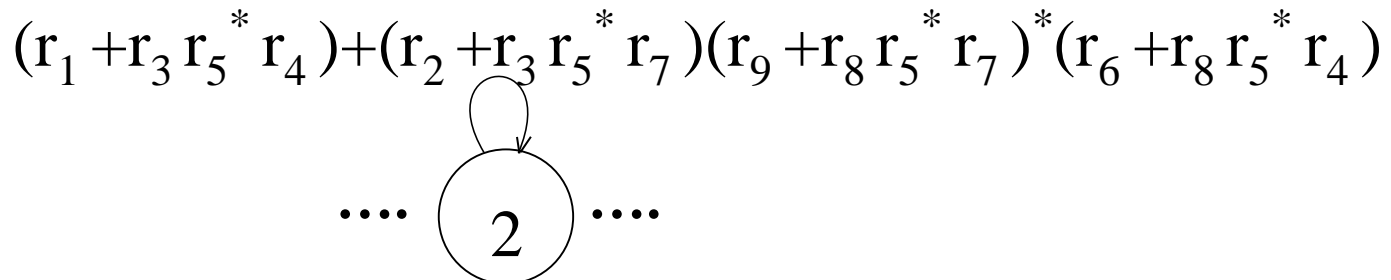 (r₁ +r₃ r₅* r₄ )+(r₂ +r₃ r₅* r₇ )(r₉ +r₈ r₅* r₇ )*(r₆ +r₈ r₅* r₄ )
.... 2 ....